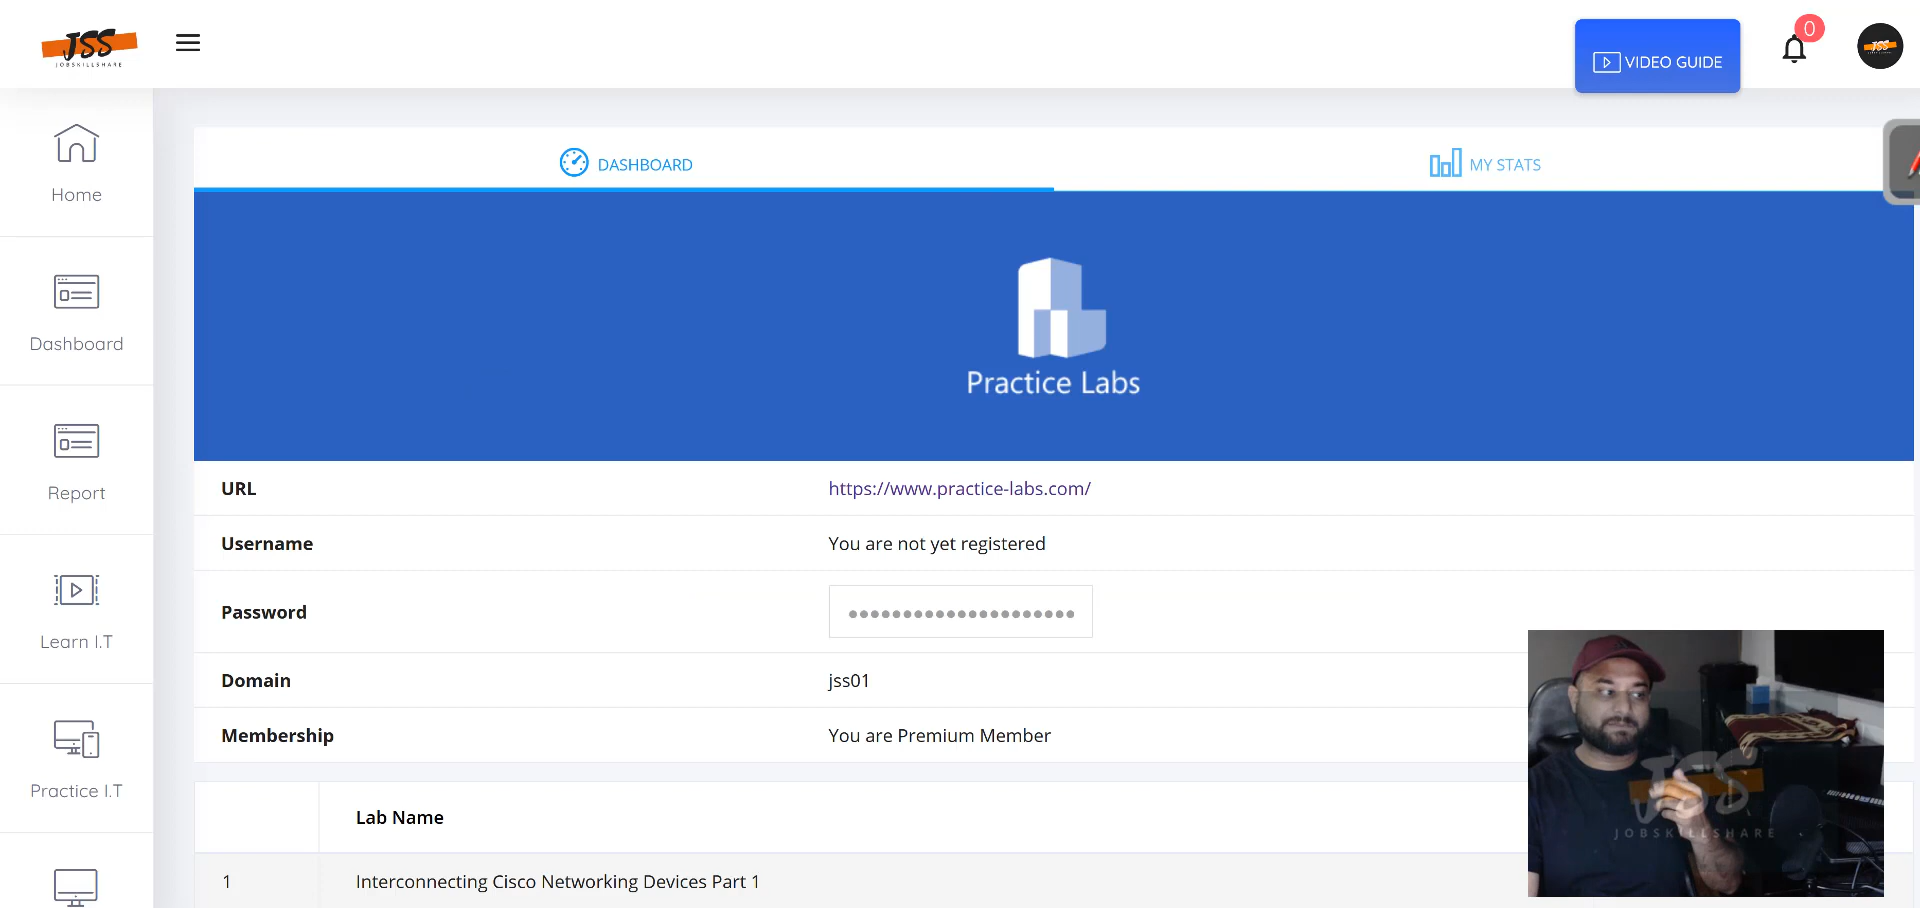 JSS
JOBSKILLSHARE
VIDEO GUIDE
0
JSS
Home
Dashboard
Report
Learn I.T
Practice I.T
DASHBOARD
MY STATS
Practice Labs
URL
https://www.practice-labs.com/
Username
You are not yet registered
Password
Domain
jss01
Membership
You are Premium Member
Lab Name
1
Interconnecting Cisco Networking Devices Part 1
JSS
JOBSKILLSHARE